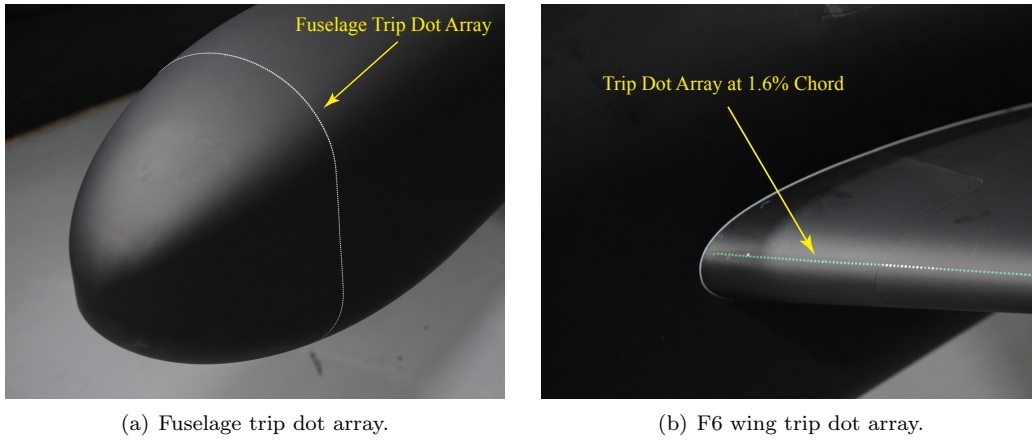 Fuselage Trip Dot Array
Trip Dot Array at 1.6% Chord
(a) Fuselage trip dot array.
(b) F6 wing trip dot array.